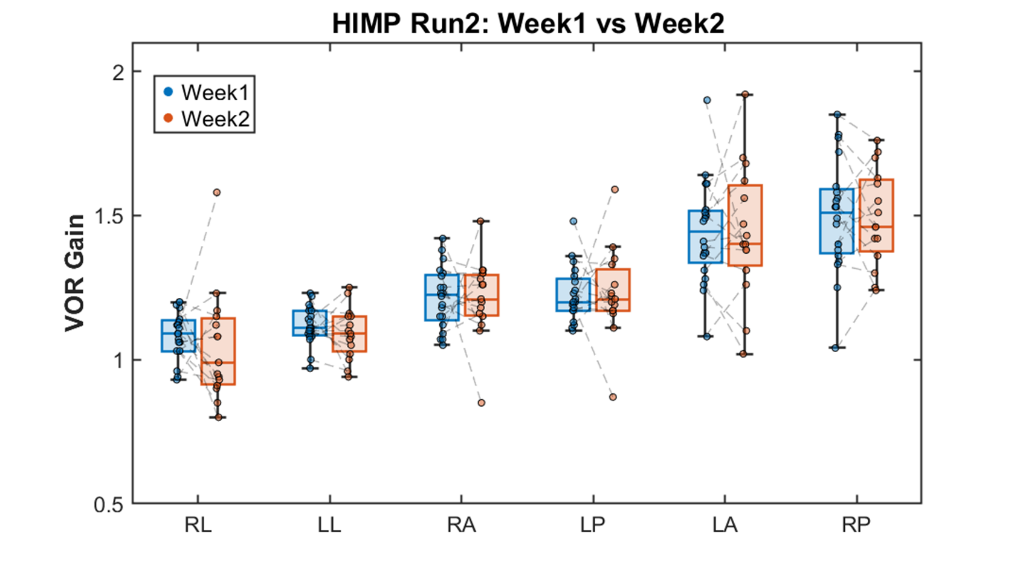 HIMP Run2: Week1 vs Week2
VOR Gain
2
1.5
1
0.5
Week1
Week2
RL LL RA LP LA RP